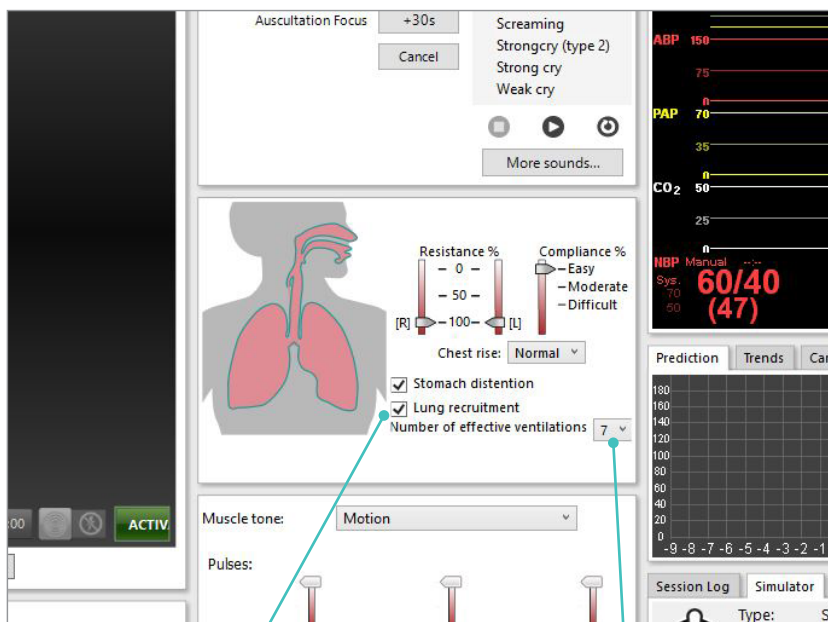 Auscultation Focus +30s
Cancel
Screaming
Strongcry (type 2)
Strong cry
Weak cry
More sounds...
ABP 150
75
0
PAP 70
35
0
CO2 50
25
0
NBP Manual --:--
Sys.
70
50
60/40
(47)
Resistance %
0
50
[R] 100 [L]
Compliance %
Easy
Moderate
Difficult
Chest rise: Normal
Stomach distention
Lung recruitment
Number of effective ventilations 7
Prediction Trends
180
160
140
120
100
80
60
40
20
0
-9 -8 -7 -6 -5 -4 -3 -2 -1
:00
Muscle tone: Motion
Pulses:
Session Log Simulator
Type: